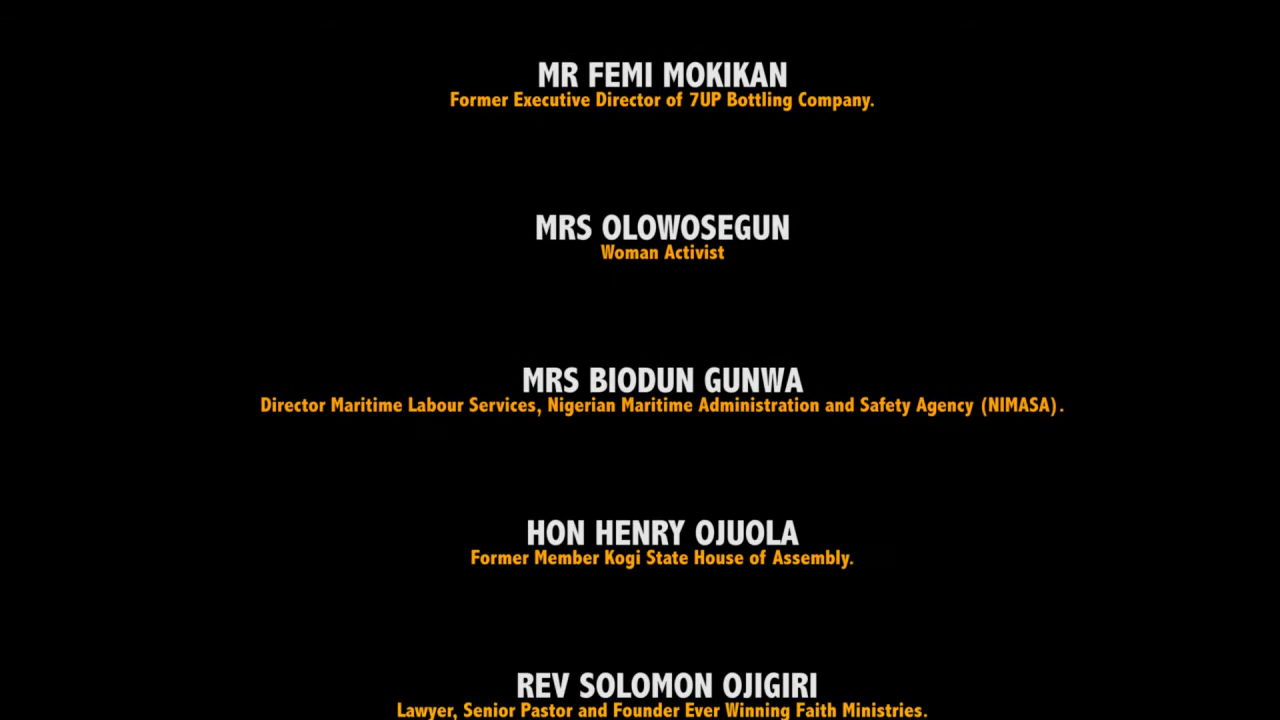 MR FEMI MOKIKAN
Former Executive Director of 7UP Bottling Company.
MRS OLOWOSEGUN
Woman Activist
MRS BIODUN GUNWA
Director Maritime Labour Services, Nigerian Maritime Administration and Safety Agency (NIMASA).
HON HENRY OJUOLA
Former Member Kogi State House of Assembly.
REV SOLOMON OJIGIRI
Lawyer, Senior Pastor and Founder Ever Winning Faith Ministries.